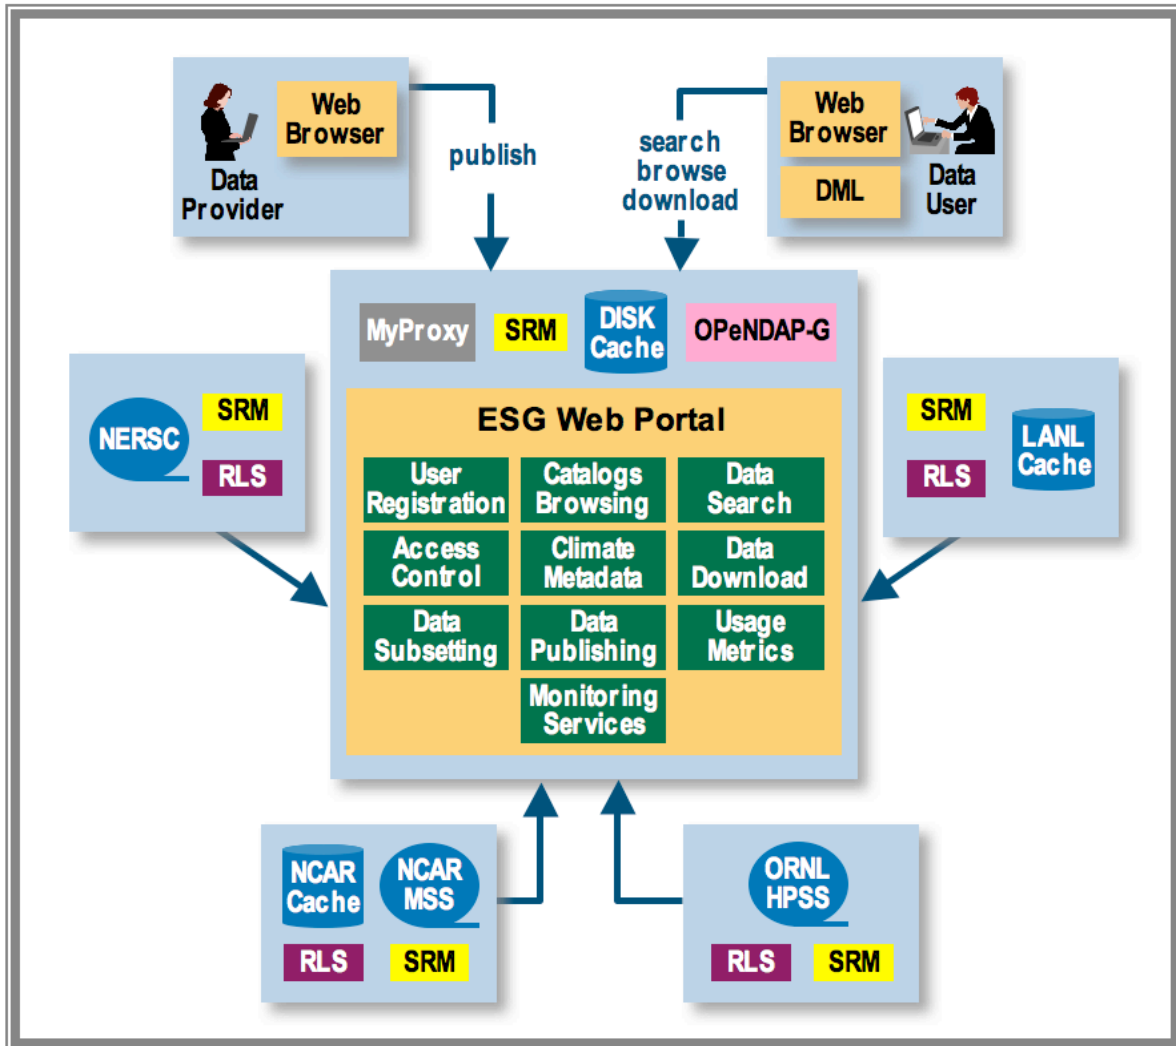 Web
Browser
Data
Provider
publish
search
browse
download
Web
Browser
DML
Data
User
MyProxy
SRM
DISK
Cache
OPeNDAP-G
NERSC
SRM
RLS
ESG Web Portal
User
Registration
Catalogs
Browsing
Data
Search
Access
Control
Climate
Metadata
Data
Download
Data
Subsetting
Data
Publishing
Usage
Metrics
Monitoring
Services
SRM
RLS
LANL
Cache
NCAR
Cache
NCAR
MSS
RLS
SRM
ORNL
HPSS
RLS
SRM